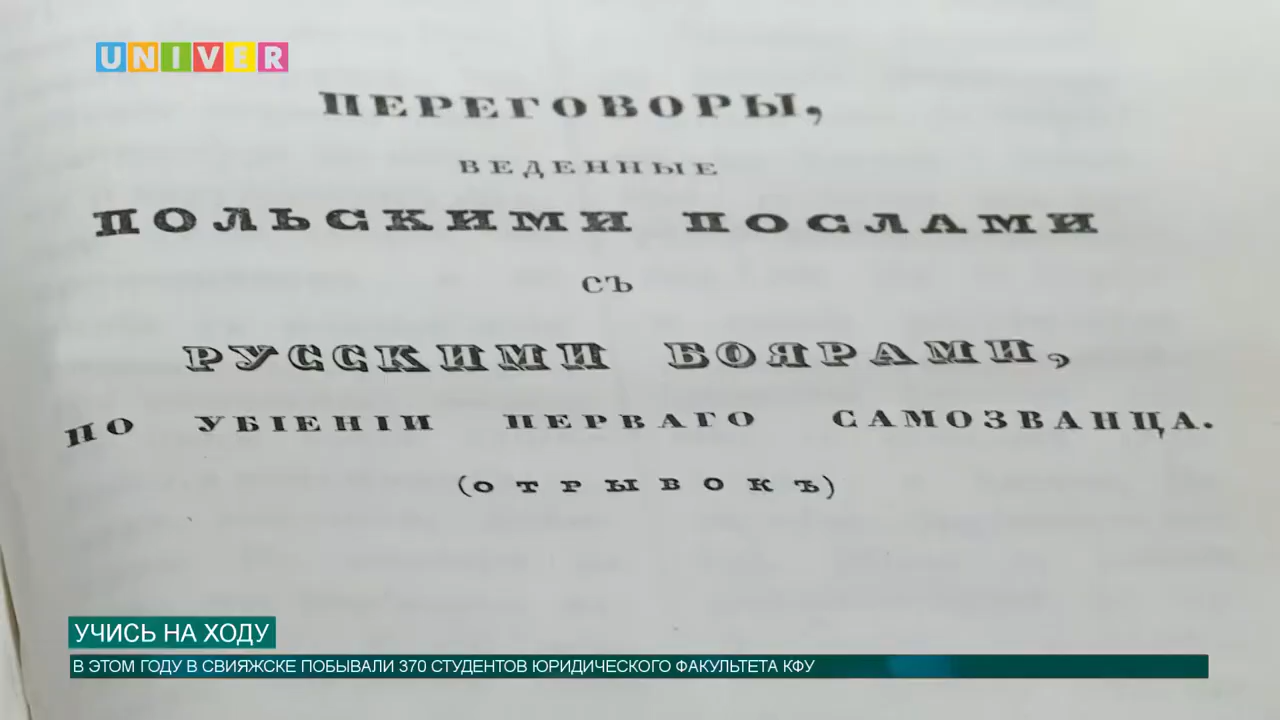 UNIVER
ПЕРЕГОВОРЫ,
ВЕДЕННЫЕ
ПОЛЬСКИМИ ПОСЛАМИ
СЪ
РУССКИМИ БОЯРАМИ,
ПО УБІЕНІИ ПЕРВАГО САМОЗВАНЦА.
(ОТРЫВОКЪ)
УЧИСЬ НА ХОДУ
В ЭТОМ ГОДУ В СВИЯЖСКЕ ПОБЫВАЛИ 370 СТУДЕНТОВ ЮРИДИЧЕСКОГО ФАКУЛЬТЕТА КФУ